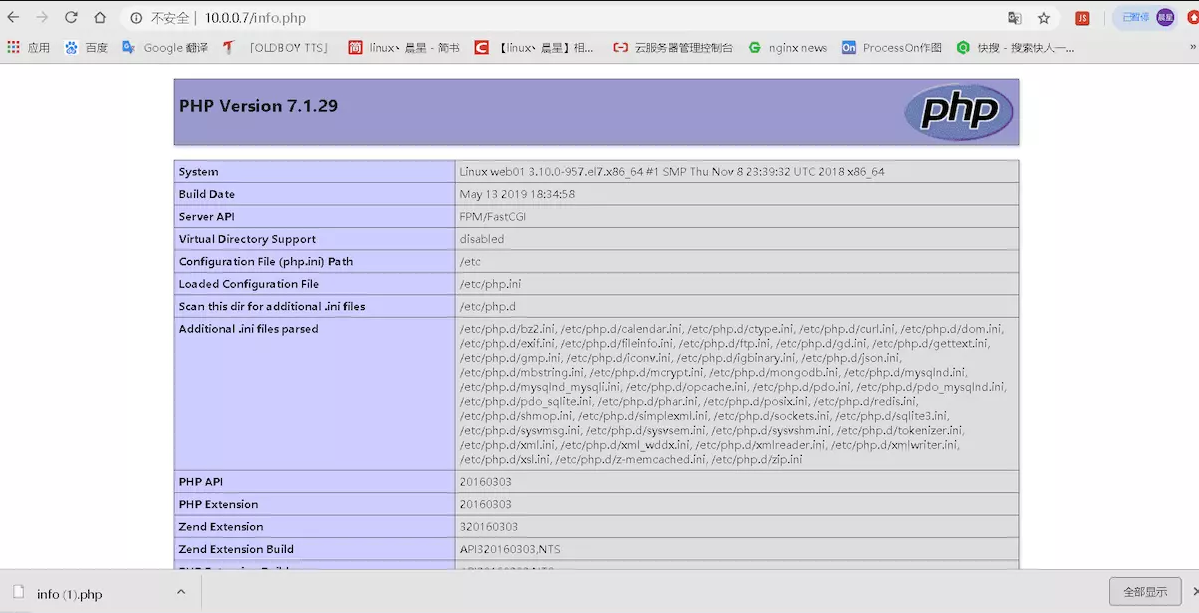 不安全 | 10.0.0.7/info.php
JS
已暂停
晨星
应用 百度 Google 翻译 [OLDBOY TTS] 简 linux、晨星 - 简书 C 【linux、晨星】相... 云服务器管理控制台 G nginx news On ProcessOn作图 快搜 - 搜索快人一... »
PHP Version 7.1.29
php
System Linux web01 3.10.0-957.el7.x86_64 #1 SMP Thu Nov 8 23:39:32 UTC 2018 x86_64
Build Date May 13 2019 18:34:58
Server API FPM/FastCGI
Virtual Directory Support disabled
Configuration File (php.ini) Path /etc
Loaded Configuration File /etc/php.ini
Scan this dir for additional .ini files /etc/php.d
Additional .ini files parsed /etc/php.d/bz2.ini, /etc/php.d/calendar.ini, /etc/php.d/ctype.ini, /etc/php.d/curl.ini, /etc/php.d/dom.ini,
/etc/php.d/exif.ini, /etc/php.d/fileinfo.ini, /etc/php.d/ftp.ini, /etc/php.d/gd.ini, /etc/php.d/gettext.ini,
/etc/php.d/gmp.ini, /etc/php.d/iconv.ini, /etc/php.d/igbinary.ini, /etc/php.d/json.ini,
/etc/php.d/mbstring.ini, /etc/php.d/mcrypt.ini, /etc/php.d/mongodb.ini, /etc/php.d/mysqlnd.ini,
/etc/php.d/mysqlnd_mysqli.ini, /etc/php.d/opcache.ini, /etc/php.d/pdo.ini, /etc/php.d/pdo_mysqlnd.ini,
/etc/php.d/pdo_sqlite.ini, /etc/php.d/phar.ini, /etc/php.d/posix.ini, /etc/php.d/redis.ini,
/etc/php.d/shmop.ini, /etc/php.d/simplexml.ini, /etc/php.d/sockets.ini, /etc/php.d/sqlite3.ini,
/etc/php.d/sysvmsg.ini, /etc/php.d/sysvsem.ini, /etc/php.d/sysvshm.ini, /etc/php.d/tokenizer.ini,
/etc/php.d/xml.ini, /etc/php.d/xml_wddx.ini, /etc/php.d/xmlreader.ini, /etc/php.d/xmlwriter.ini,
/etc/php.d/xsl.ini, /etc/php.d/z-memcached.ini, /etc/php.d/zip.ini
PHP API 20160303
PHP Extension 20160303
Zend Extension 320160303
Zend Extension Build API320160303,NTS
info (1).php 全部显示